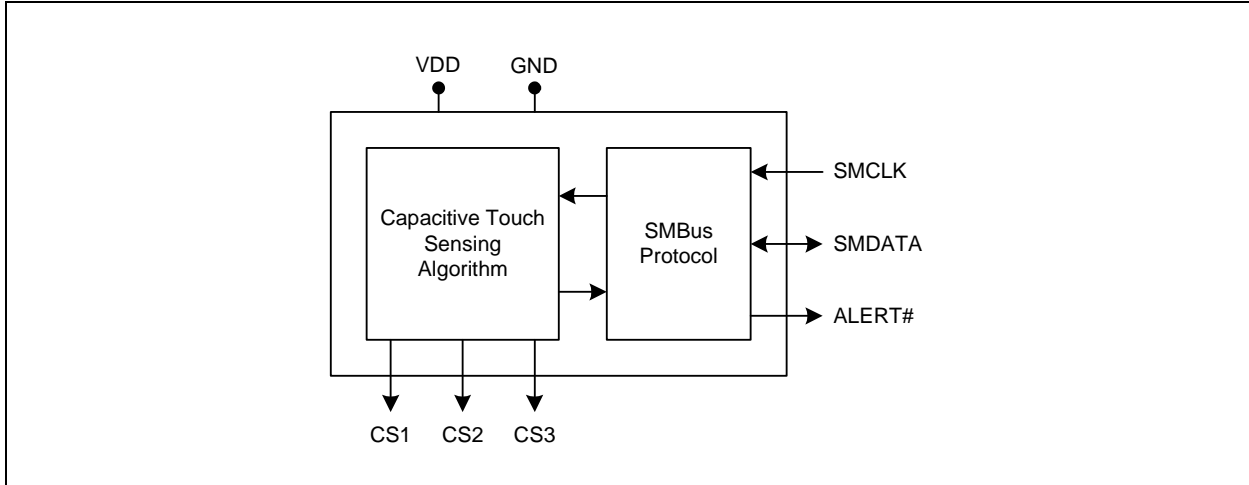 VDD
GND
Capacitive Touch
Sensing
Algorithm
SMBus
Protocol
SMCLK
SMDATA
ALERT#
CS1
CS2
CS3